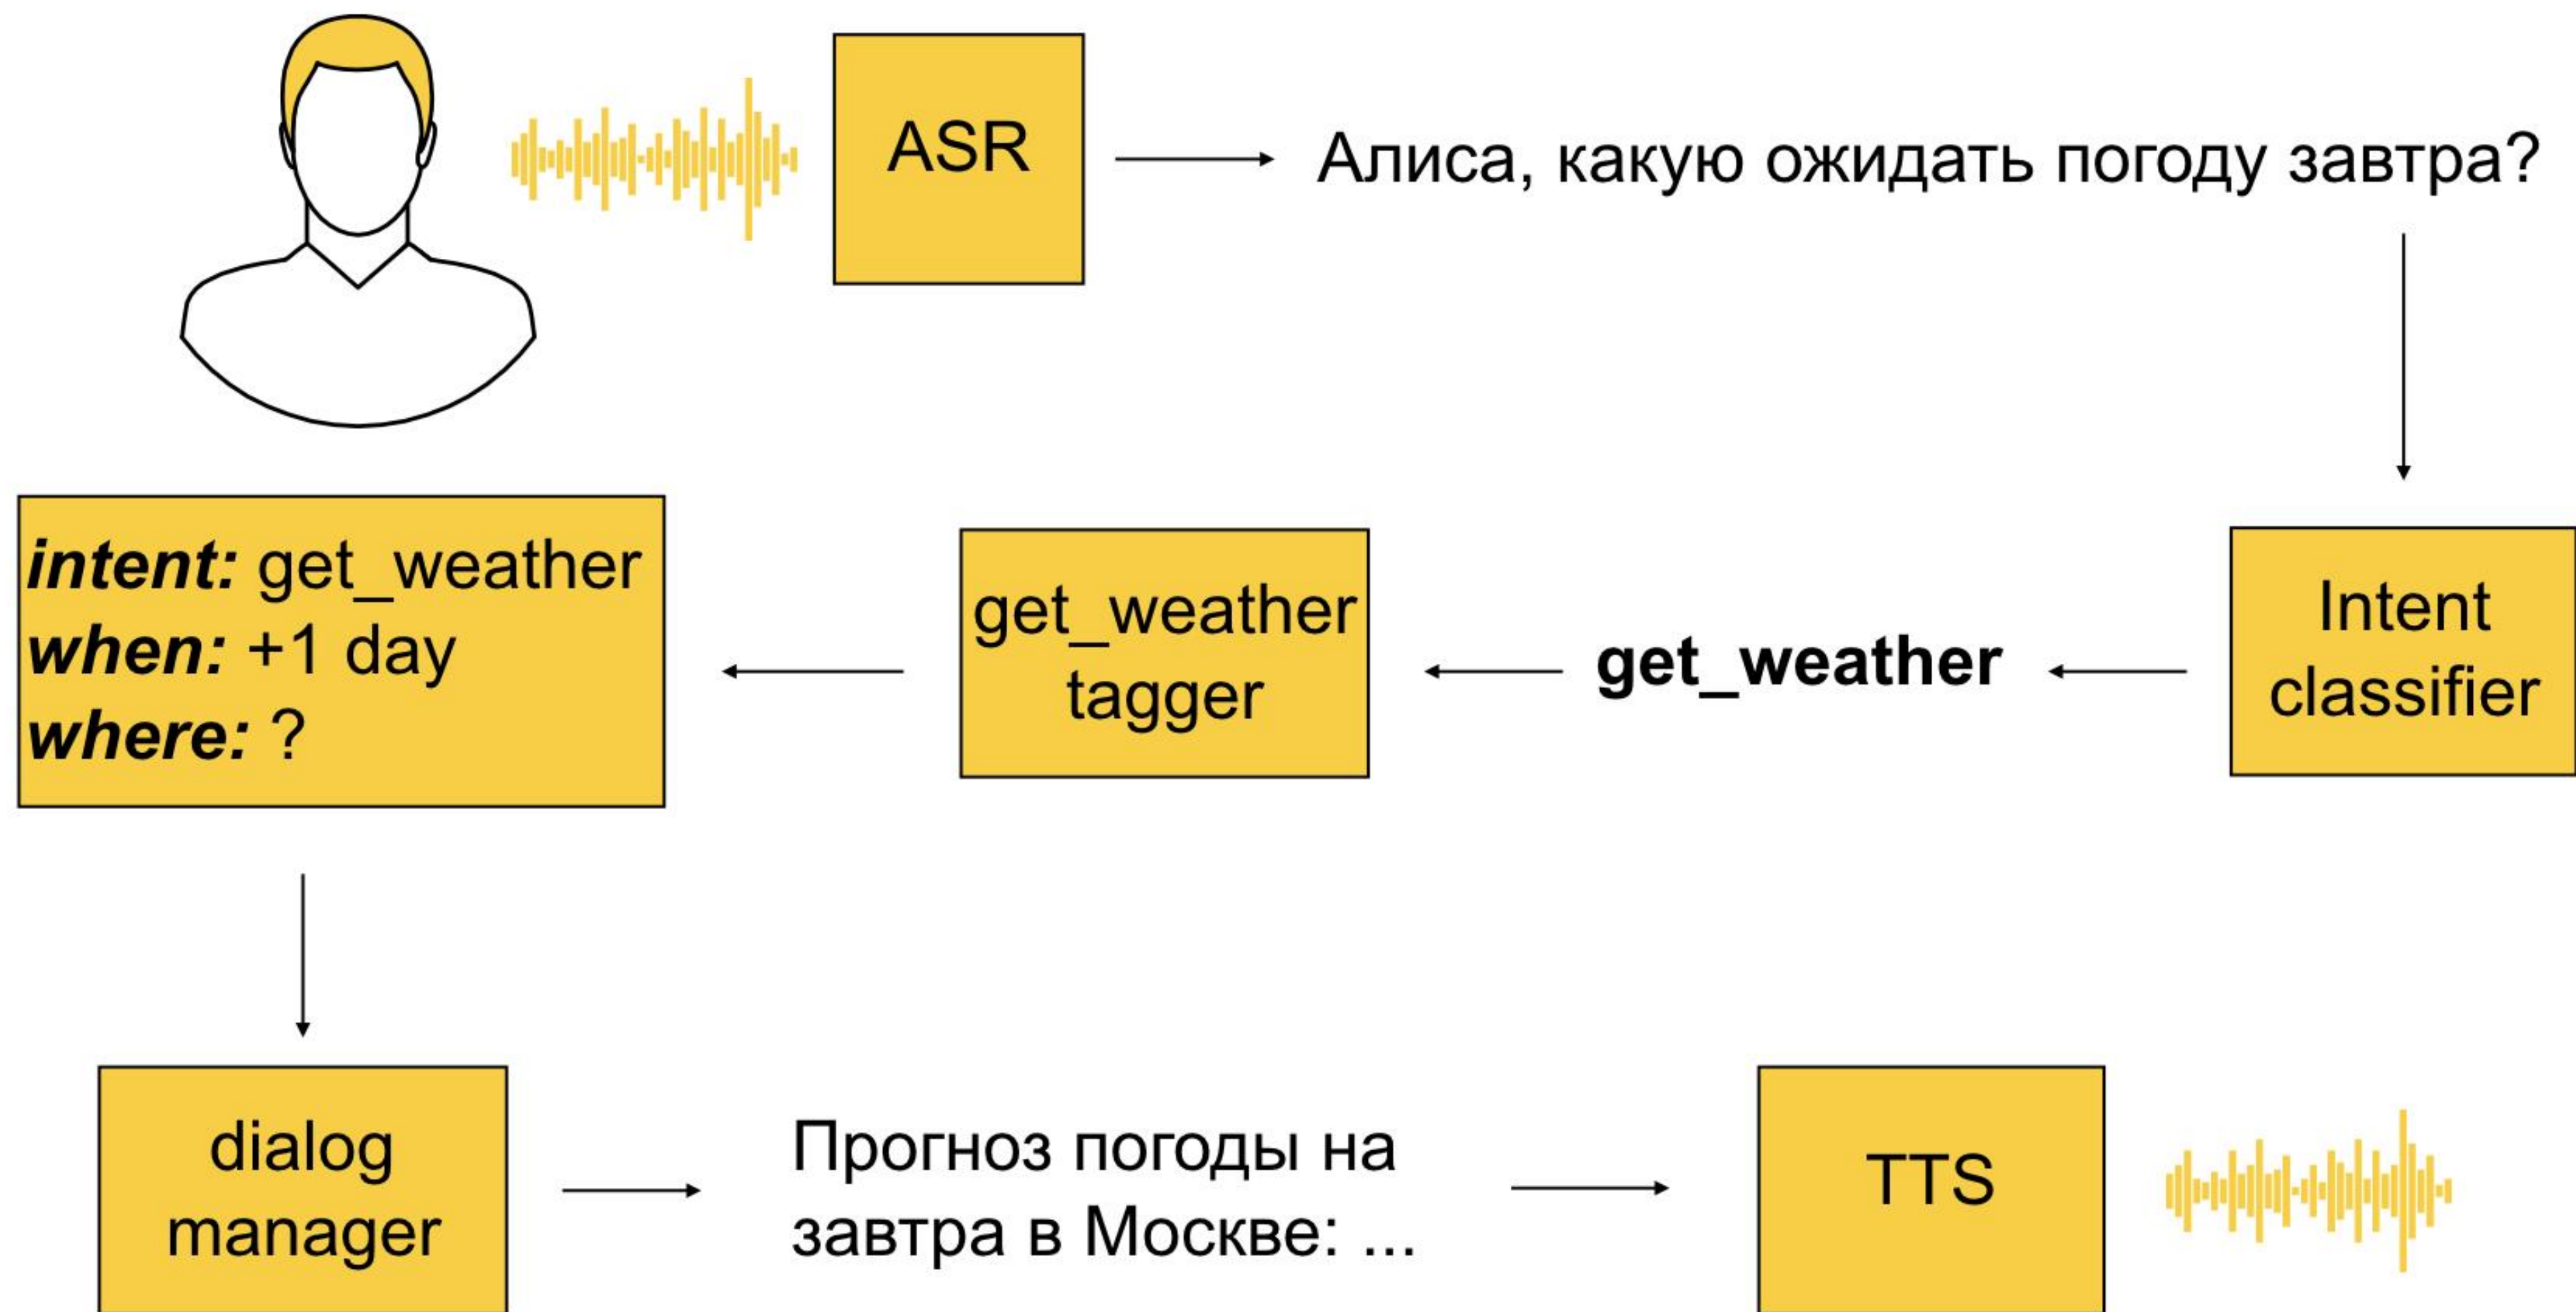 ASR
Алиса, какую ожидать погоду завтра?
Intent
classifier
get_weather
get_weather
tagger
intent: get_weather
when: +1 day
where: ?
dialog
manager
Прогноз погоды на
завтра в Москве: ...
TTS